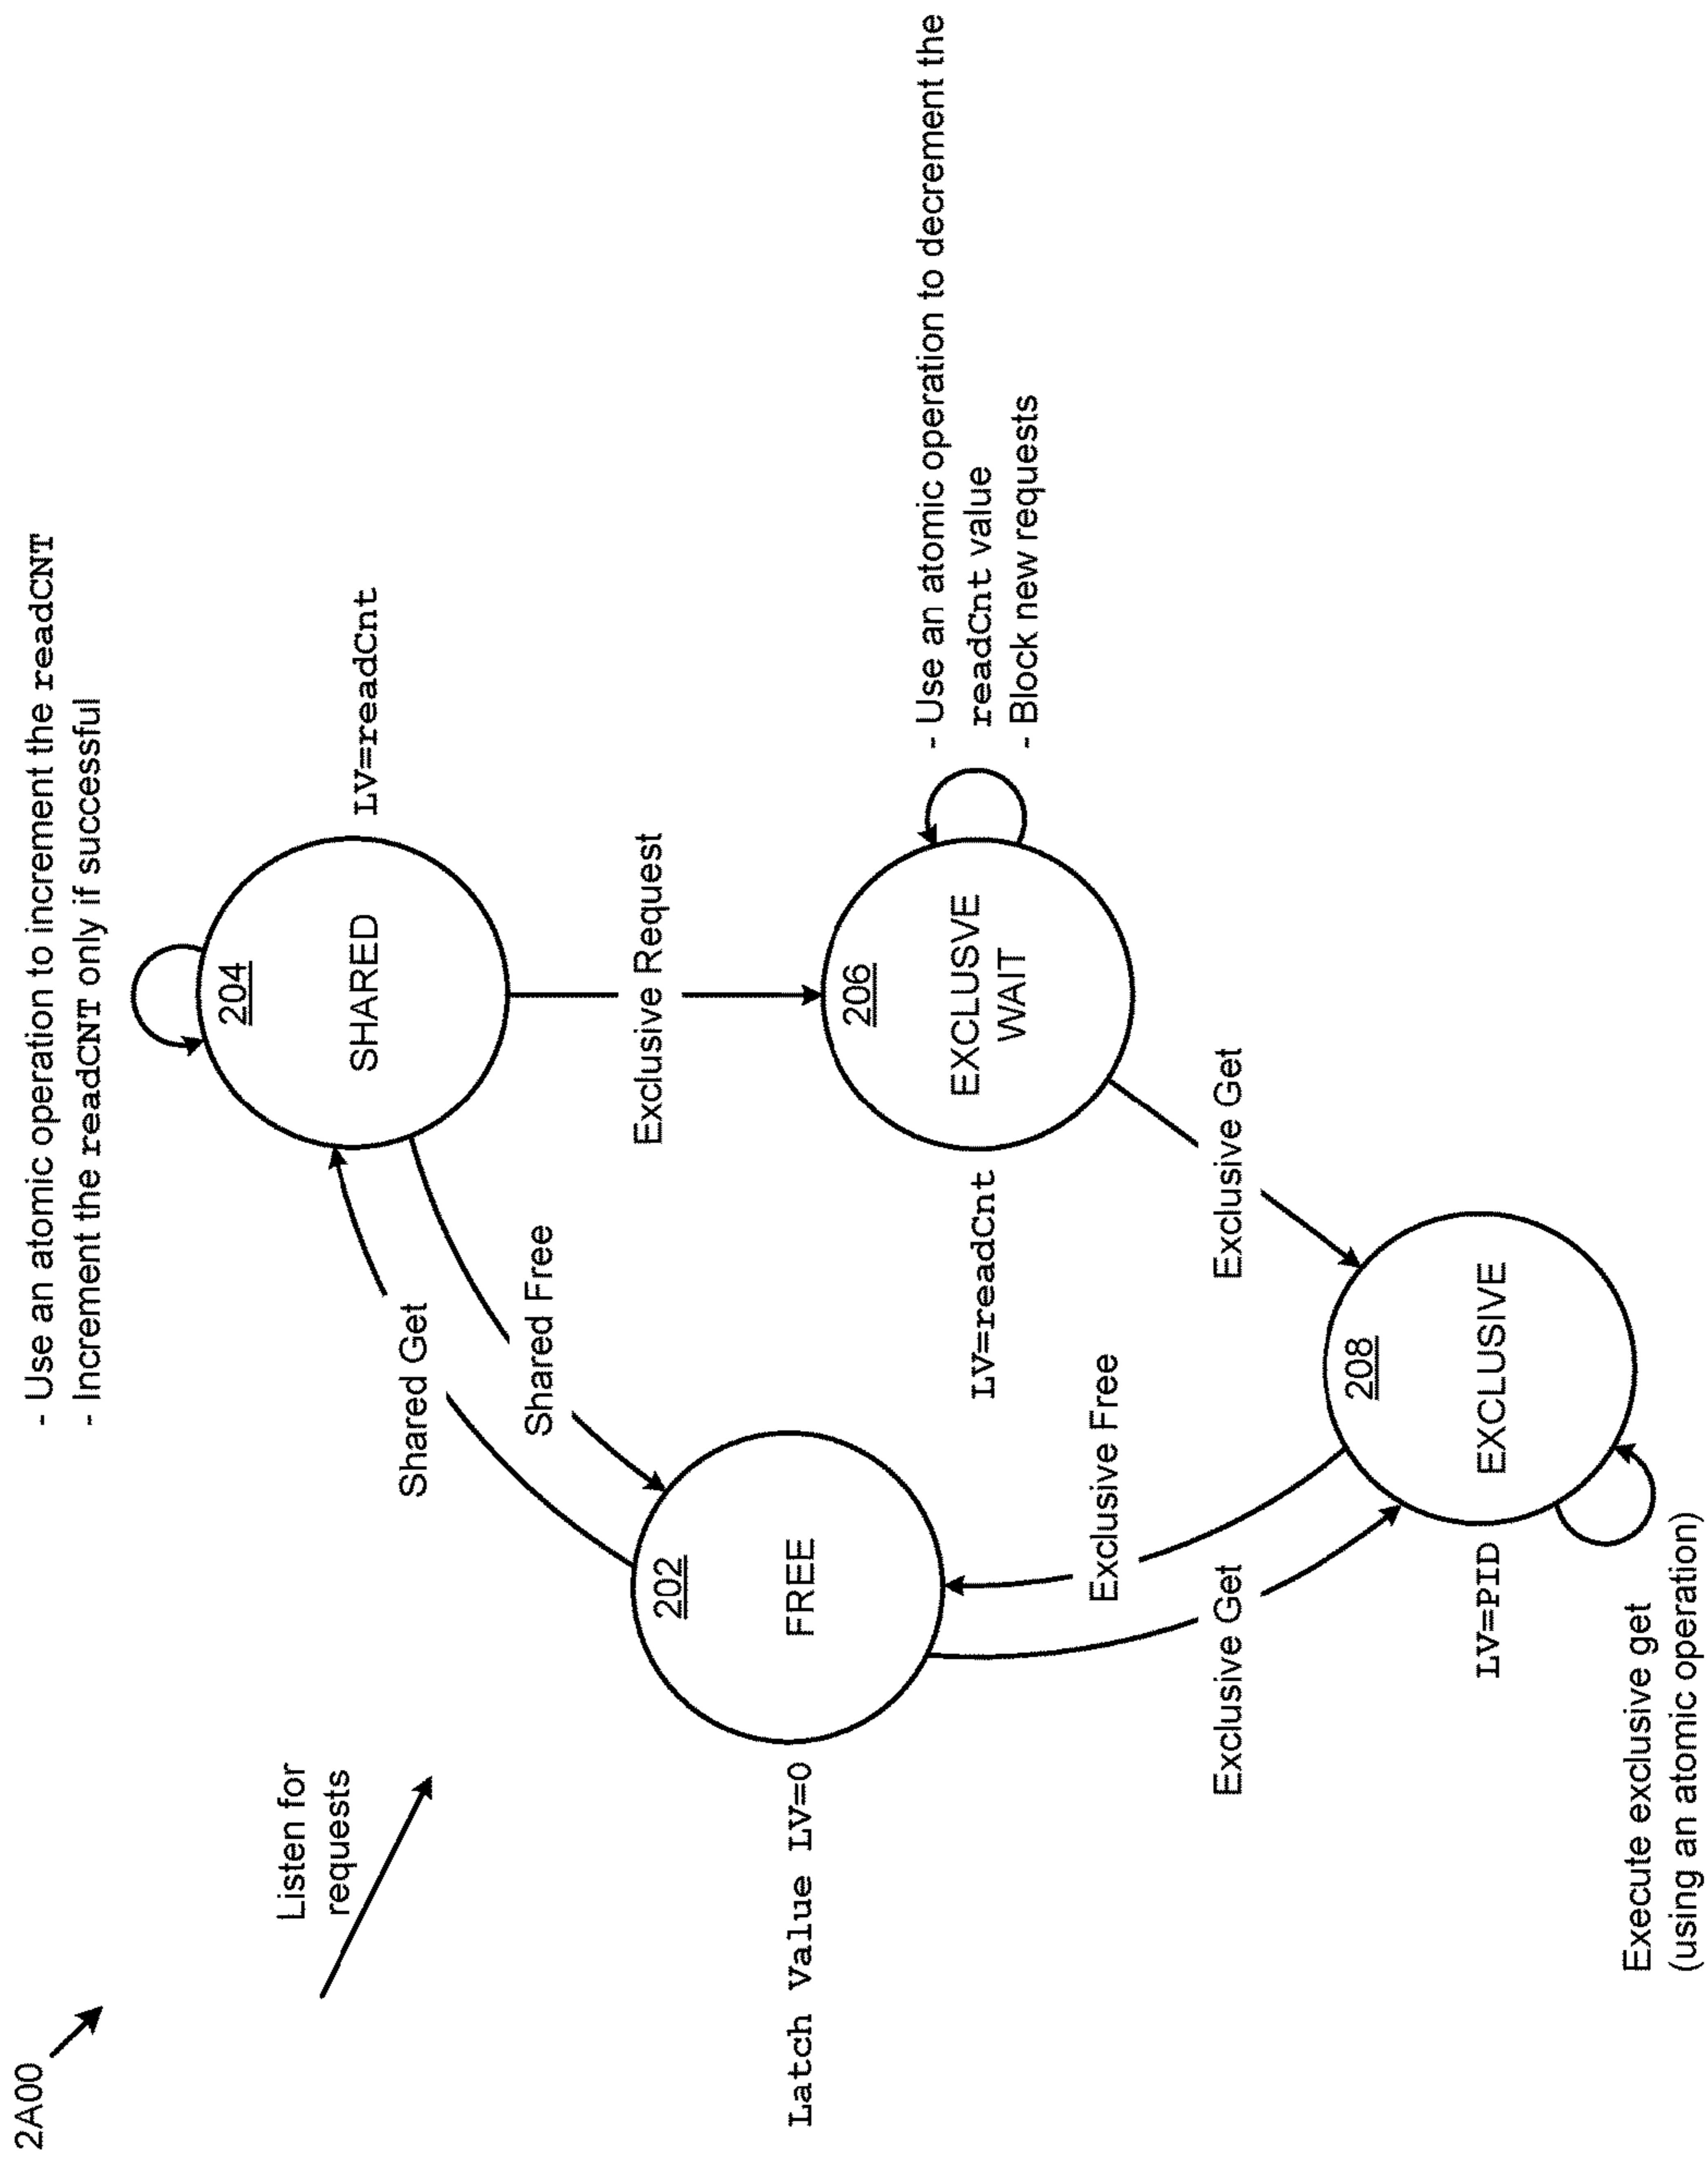 2A00
Listen for
requests
- Use an atomic operation to increment the readCNT
- Increment the readCNT only if successful
204
SHARED
LV=readCnt
Shared Get
Shared Free
Exclusive Request
202
FREE
Latch Value LV=0
206
EXCLUSVE
WAIT
LV=readCnt
- Use an atomic operation to decrement the
readCnt value
- Block new requests
Exclusive Free
Exclusive Get
Exclusive Get
208
EXCLUSIVE
LV=PID
Execute exclusive get
(using an atomic operation)